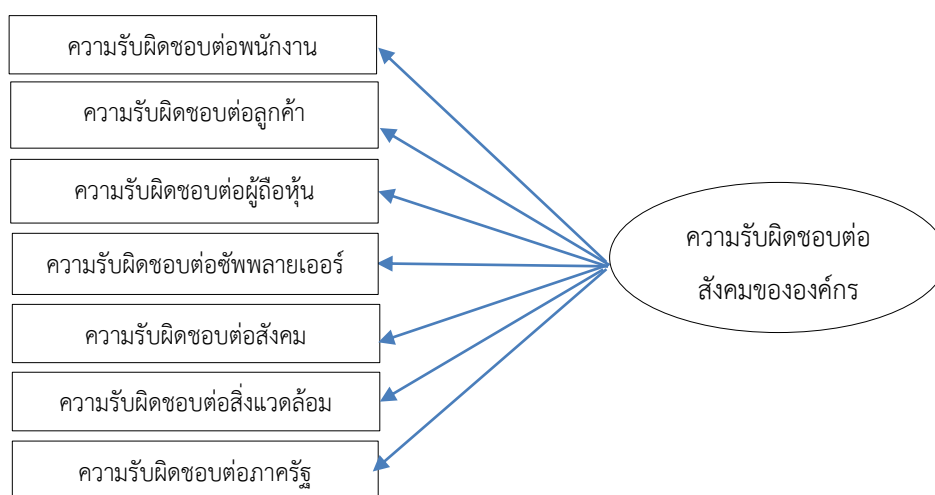 ความรับผิดชอบต่อพนักงาน
ความรับผิดชอบต่อลูกค้า
ความรับผิดชอบต่อผู้ถือหุ้น
ความรับผิดชอบต่อซัพพลายเออร์
ความรับผิดชอบต่อสังคม
ความรับผิดชอบต่อสิ่งแวดล้อม
ความรับผิดชอบต่อภาครัฐ
ความรับผิดชอบต่อ
สังคมขององค์กร